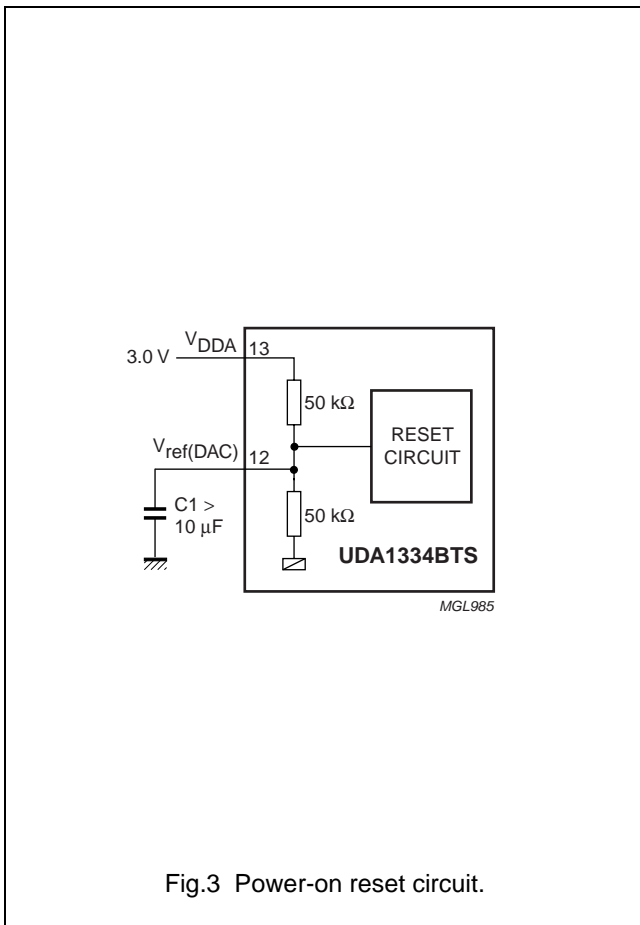 3.0 V
VDDA
13
50 kΩ
RESET
CIRCUIT
Vref(DAC)
12
C1 >
10 μF
50 kΩ
UDA1334BTS
MGL985
Fig.3 Power-on reset circuit.